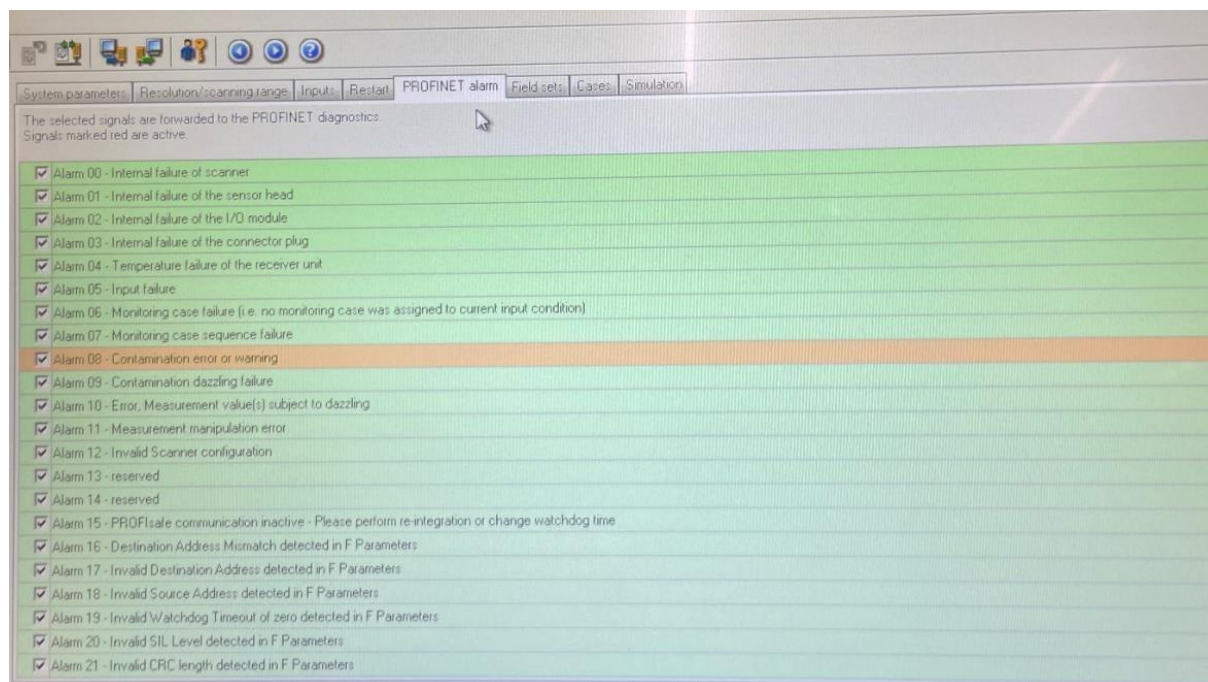 System parameters Resolution/scanning range Inputs Restart PROFINET alarm Field sets Cases Simulation
The selected signals are forwarded to the PROFINET diagnostics.
Signals marked red are active.
Alarm 00 - Internal failure of scanner
Alarm 01 - Internal failure of the sensor head
Alarm 02 - Internal failure of the I/O module
Alarm 03 - Internal failure of the connector plug
Alarm 04 - Temperature failure of the receiver unit
Alarm 05 - Input failure
Alarm 06 - Monitoring case failure (i.e. no monitoring case was assigned to current input condition)
Alarm 07 - Monitoring case sequence failure
Alarm 08 - Contamination error or warning
Alarm 09 - Contamination dazzling failure
Alarm 10 - Error, Measurement value(s) subject to dazzling
Alarm 11 - Measurement manipulation error
Alarm 12 - Invalid Scanner configuration
Alarm 13 - reserved
Alarm 14 - reserved
Alarm 15 - PROFIsafe communication inactive - Please perform re-integration or change watchdog time
Alarm 16 - Destination Address Mismatch detected in F Parameters
Alarm 17 - Invalid Destination Address detected in F Parameters
Alarm 18 - Invalid Source Address detected in F Parameters
Alarm 19 - Invalid Watchdog Timeout of zero detected in F Parameters
Alarm 20 - Invalid SIL Level detected in F Parameters
Alarm 21 - Invalid CRC length detected in F Parameters